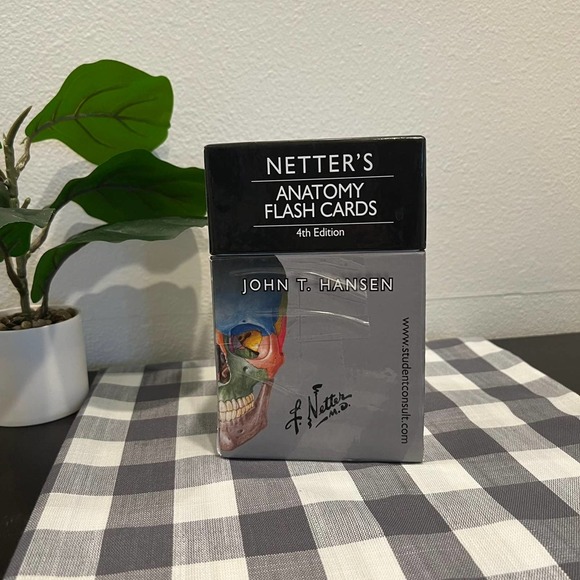 NETTER'S
ANATOMY
FLASH CARDS
4th Edition
JOHN T. HANSEN
www.studentconsult.com
F. Netter
M.D.